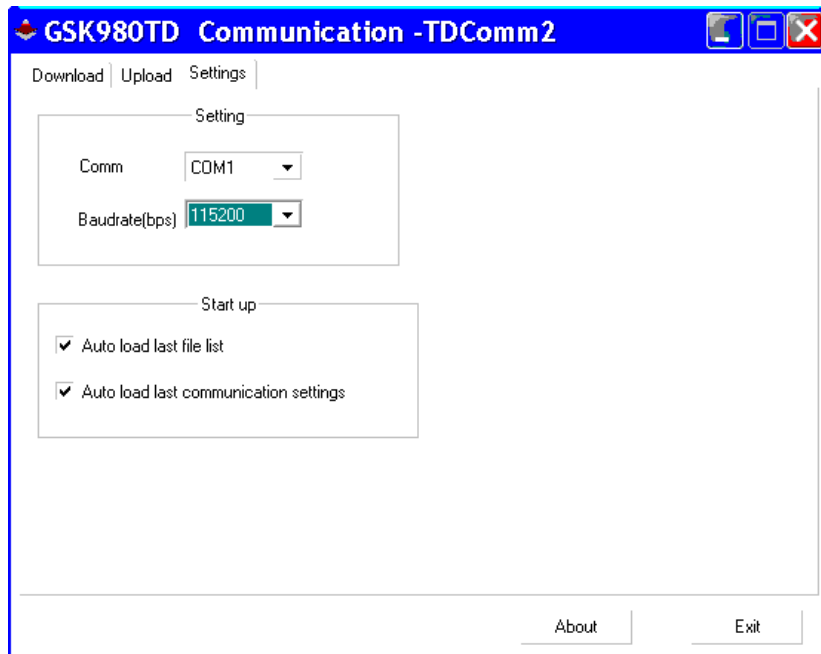 GSK980TD Communication -TDComm2
Download Upload Settings
Setting
Comm COM1
Baudrate(bps) 115200
Start up
Auto load last file list
Auto load last communication settings
About Exit